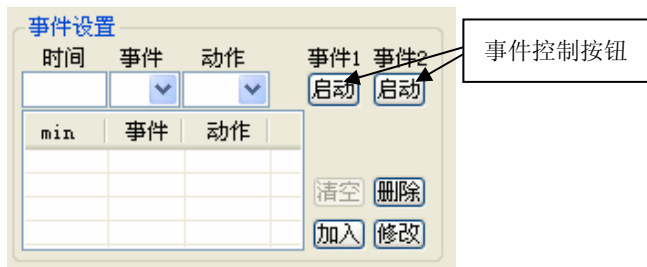 事件设置
时间 事件 动作 事件1 事件2
启动 启动
min 事件 动作
清空 删除
加入 修改
事件控制按钮